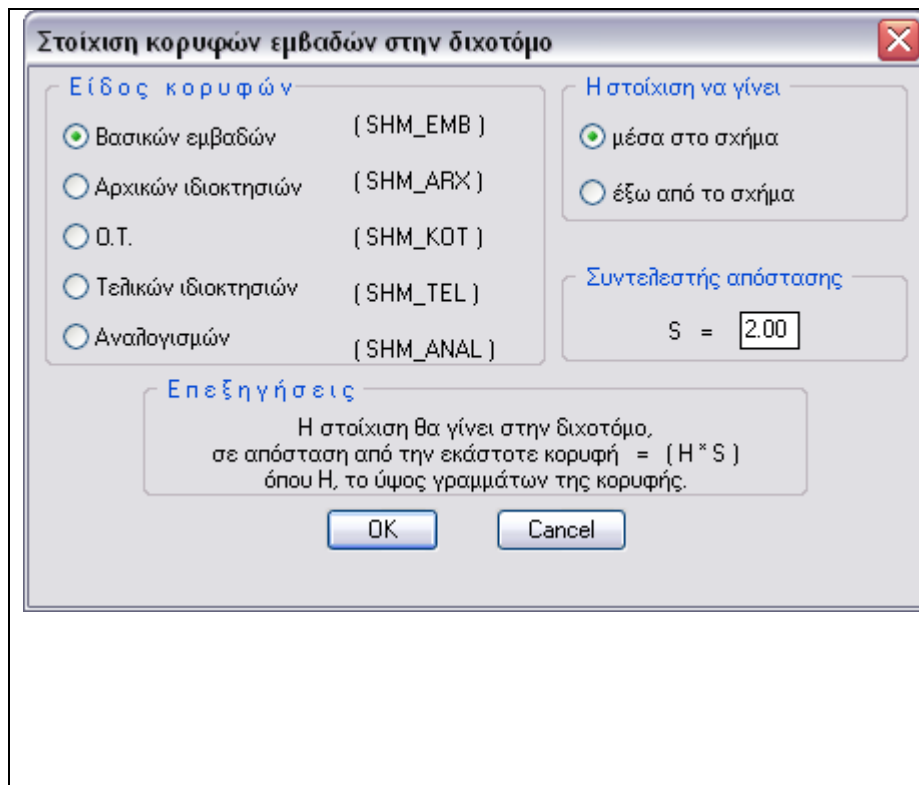 Στοίχιση κορυφών εμβαδών στην διχοτόμο
Είδος κορυφών
Βασικών εμβαδών ( SHM_EMB )
Αρχικών ιδιοκτησιών ( SHM_ARX )
Ο.Τ. ( SHM_KOT )
Τελικών ιδιοκτησιών ( SHM_TEL )
Αναλογισμών ( SHM_ANAL )
Η στοίχιση να γίνει
μέσα στο σχήμα
έξω από το σχήμα
Συντελεστής απόστασης
S = 2.00
Επεξηγήσεις
Η στοίχιση θα γίνει στην διχοτόμο,
σε απόσταση από την εκάστοτε κορυφή = ( H * S )
όπου Η, το ύψος γραμμάτων της κορυφής.
OK Cancel